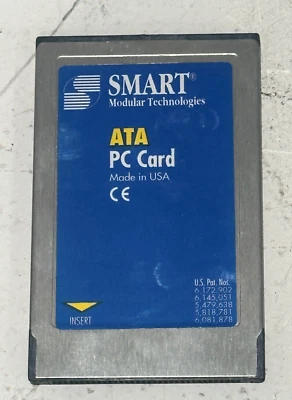 SMART®
Modular Technologies
ATA
PC Card
Made in USA
CE
U.S. Pat. Nos.
6,172,902
6,145,051
5,479,638
5,818,781
6,081,878
INSERT